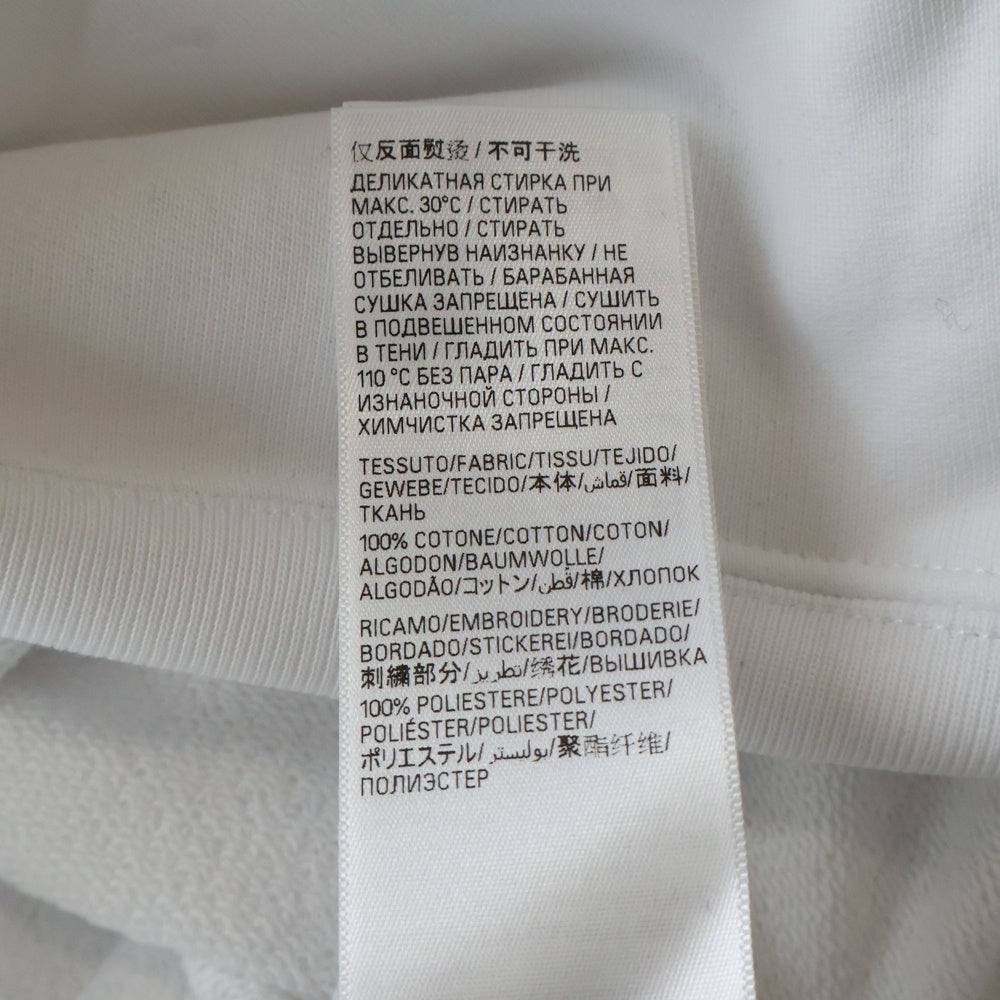 仅反面熨烫 / 不可干洗
ДЕЛИКАТНАЯ СТИРКА ПРИ
МАКС. 30°C / СТИРАТЬ
ОТДЕЛЬНО / СТИРАТЬ
ВЫВЕРНУВ НАИЗНАНКУ / НЕ
ОТБЕЛИВАТЬ / БАРАБАННАЯ
СУШКА ЗАПРЕЩЕНА / СУШИТЬ
В ПОДВЕШЕННОМ СОСТОЯНИИ
В ТЕНИ / ГЛАДИТЬ ПРИ МАКС.
110 °C БЕЗ ПАРА / ГЛАДИТЬ С
ИЗНАНОЧНОЙ СТОРОНЫ /
ХИМЧИСТКА ЗАПРЕЩЕНА
TESSUTO/FABRIC/TISSU/TEJIDO/
GEWEBE/TECIDO/本体/قماش/面料/
ТКАНЬ
100% COTONE/COTTON/COTON/
ALGODON/BAUMWOLLE/
ALGODÃO/コットン/قُطن/棉/ХЛОПОК
RICAMO/EMBROIDERY/BRODERIE/
BORDADO/STICKEREI/BORDADO/
刺繍部分/تطريز/绣花/ВЫШИВКА
100% POLIESTERE/POLYESTER/
POLIÉSTER/POLIESTER/
ポリエステル/بوليستر/聚酯纤维/
ПОЛИЭСТЕР